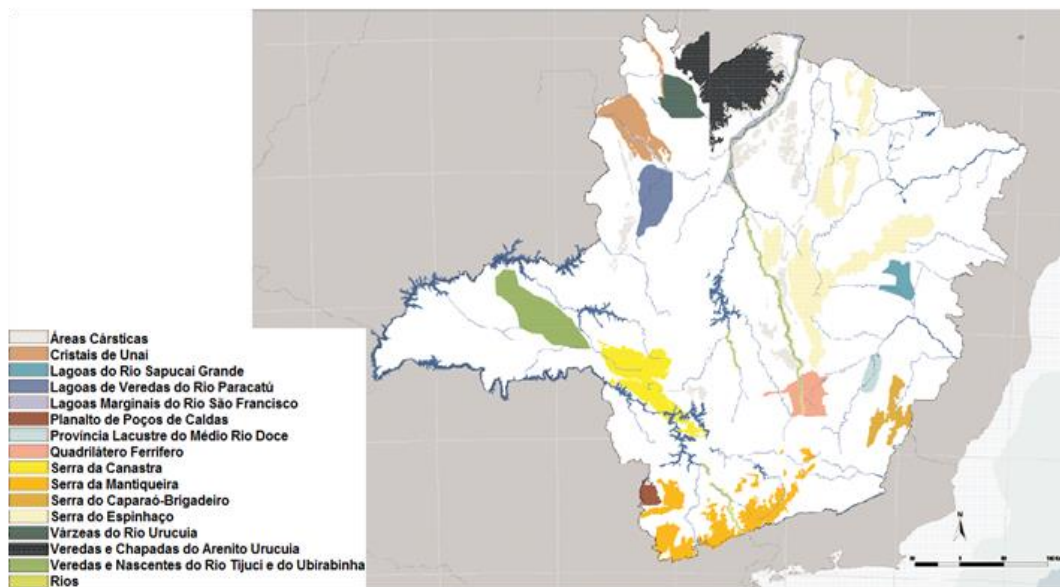 Áreas Cársticas
Cristais de Unaí
Lagoas do Rio Sapucaí Grande
Lagoas de Veredas do Rio Paracatú
Lagoas Marginais do Rio São Francisco
Planalto de Poços de Caldas
Província Lacustre do Médio Rio Doce
Quadrilátero Ferrífero
Serra da Canastra
Serra da Mantiqueira
Serra do Caparaó-Brigadeiro
Serra do Espinhaço
Várzeas do Rio Urucuia
Veredas e Chapadas do Arenito Urucuia
Veredas e Nascentes do Rio Tijuci e do Ubirabinha
Rios
N